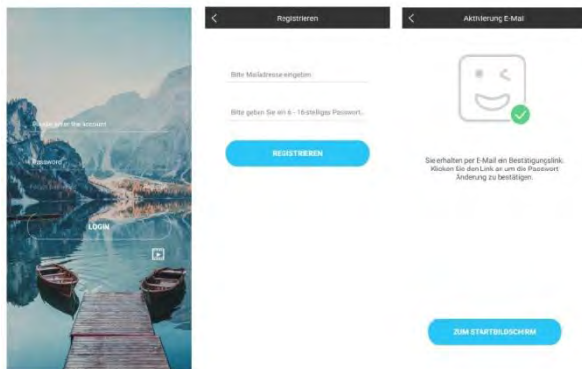 Please enter the account
Password
LOGIN
Registrieren
Bitte Mailadresse eingeben
Bitte geben Sie ein 6 - 16-stelliges Passwort..
REGISTRIEREN
Aktivierung E-Mail
Sie erhalten per E-Mail ein Bestätigungslink.
Klicken Sie den Link an um die Passwort
Änderung zu bestätigen.
ZUM STARTBILDSCHIRM